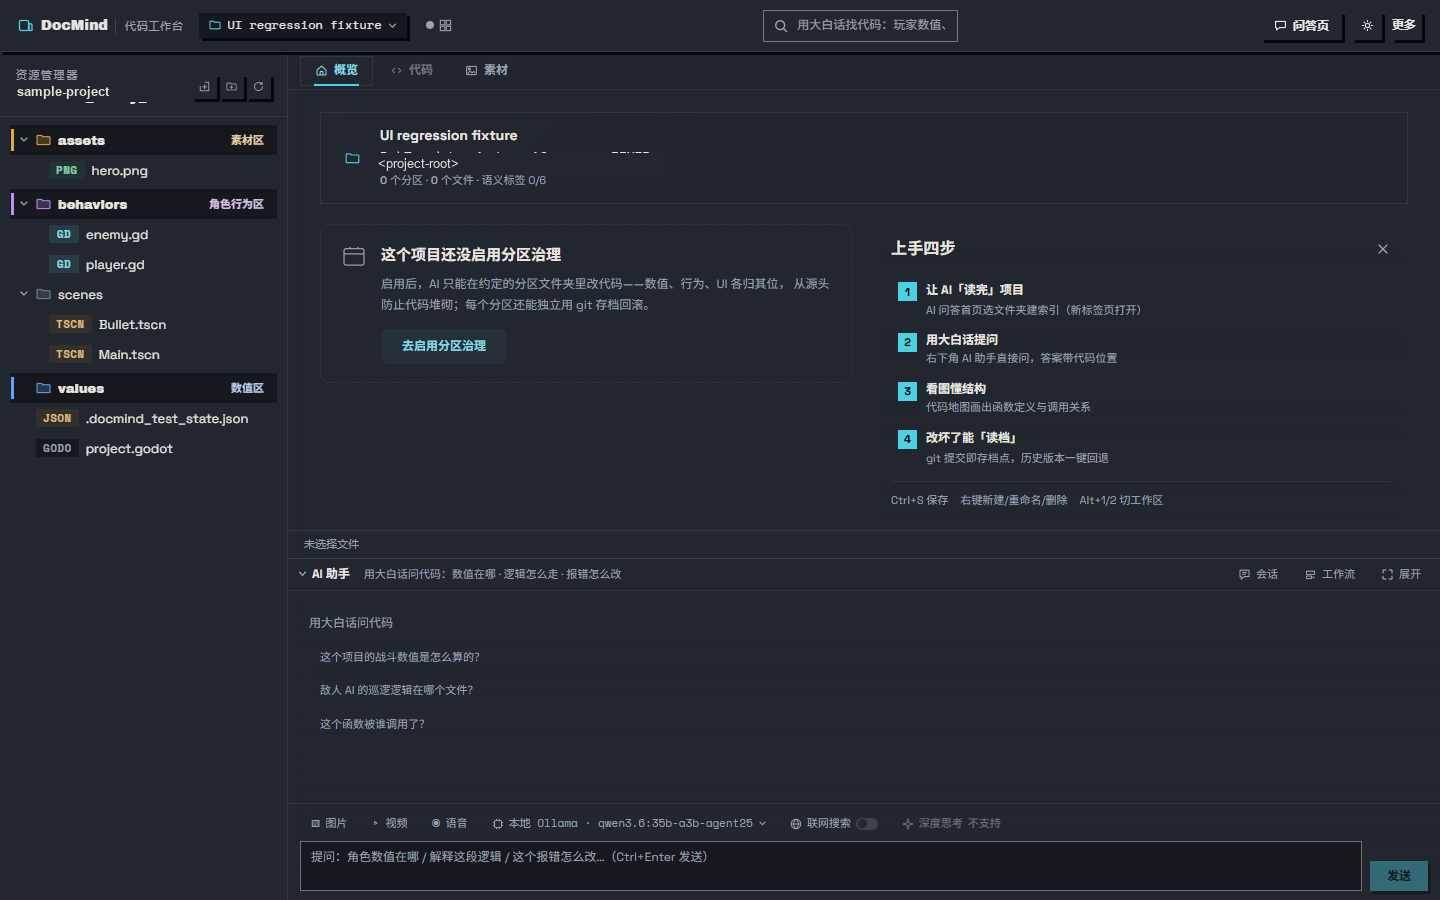 DocMind 代码工作台 UI regression fixture 用大白话找代码：玩家数值、 问答页 更多
资源管理器
sample-project
assets 素材区
PNG hero.png
behaviors 角色行为区
GD enemy.gd
GD player.gd
scenes
TSCN Bullet.tscn
TSCN Main.tscn
values 数值区
JSON .docmind_test_state.json
GODO project.godot
概览 代码 素材
UI regression fixture
<project-root>
0 个分区 · 0 个文件 · 语义标签 0/6
这个项目还没启用分区治理
启用后，AI 只能在约定的分区文件夹里改代码——数值、行为、UI 各归其位， 从源头
防止代码堆砌；每个分区还能独立用 git 存档回滚。
去启用分区治理
上手四步
1 让 AI「读完」项目
AI 问答首页选文件夹建索引（新标签页打开）
2 用大白话提问
右下角 AI 助手直接问，答案带代码位置
3 看图懂结构
代码地图画出函数定义与调用关系
4 改坏了能「读档」
git 提交即存档点，历史版本一键回退
Ctrl+S 保存 右键新建/重命名/删除 Alt+1/2 切工作区
未选择文件
AI 助手 用大白话问代码：数值在哪 · 逻辑怎么走 · 报错怎么改 会话 工作流 展开
用大白话问代码
这个项目的战斗数值是怎么算的？
敌人 AI 的巡逻逻辑在哪个文件？
这个函数被谁调用了？
图片 视频 语音 本地 Ollama · qwen3.6:35b-a3b-agent25 联网搜索 深度思考 不支持
提问：角色数值在哪 / 解释这段逻辑 / 这个报错怎么改…（Ctrl+Enter 发送）
发送